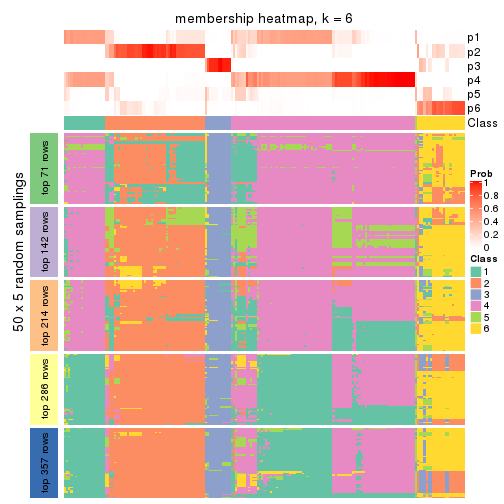 membership heatmap, k = 6
p1
p2
p3
p4
p5
p6
Class
50 x 5 random samplings
top 71 rows
top 142 rows
top 214 rows
top 286 rows
top 357 rows
Prob
1
0.8
0.6
0.4
0.2
0
Class
1
2
3
4
5
6